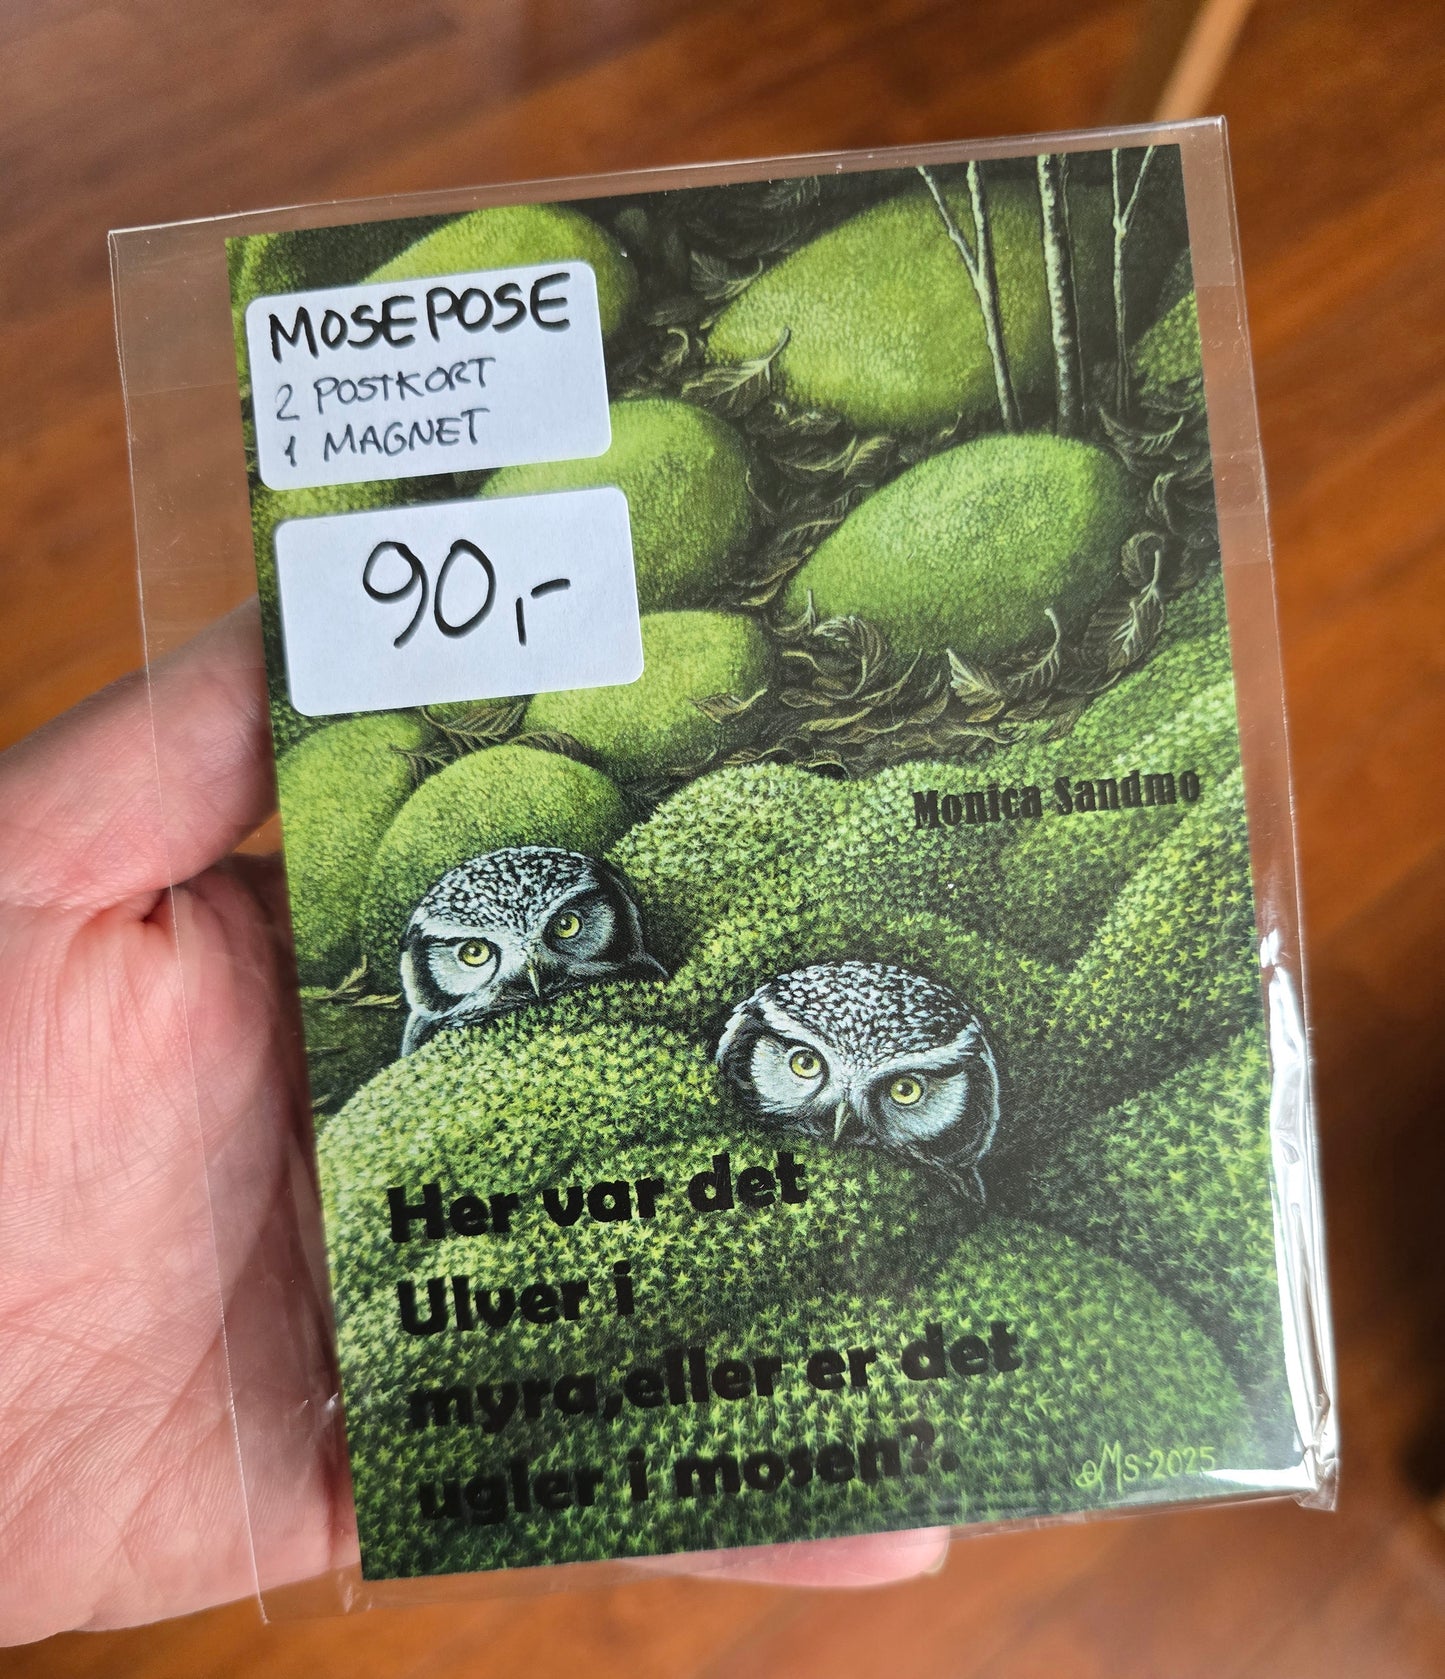 MOSEPOSE
2 POSTKORT
1 MAGNET
90,-
Monica Sandmo
Her var det
Ulver i
myra,eller er det
ugler i mosen?.
MS-2025